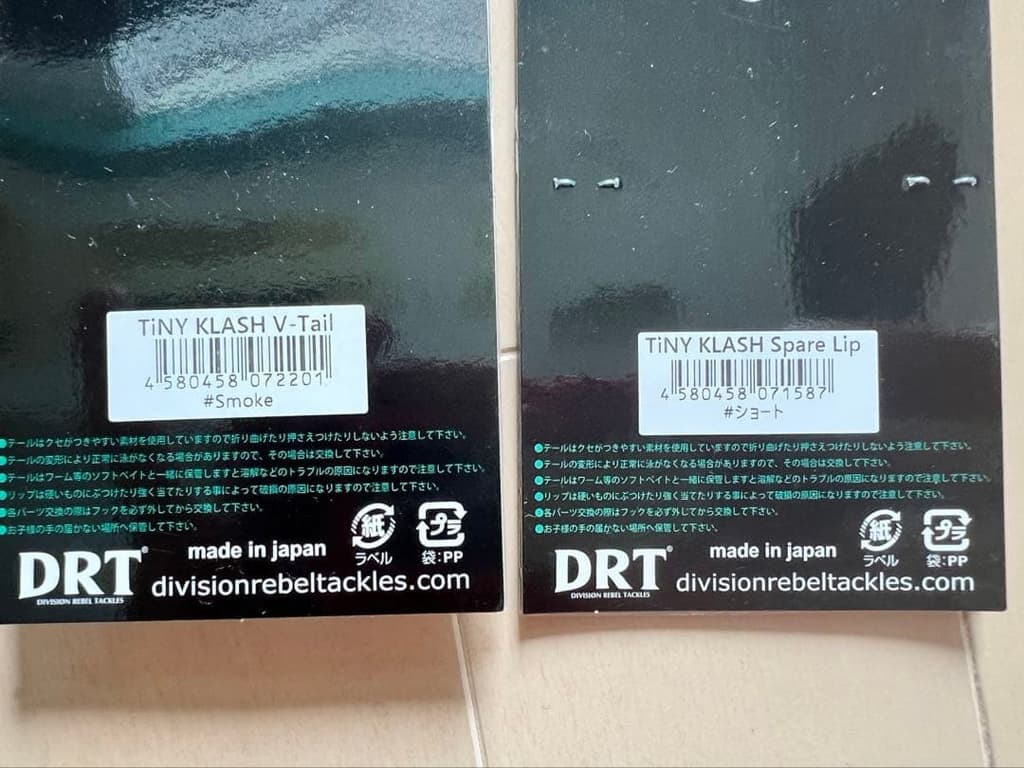 TiNY KLASH V-Tail
4 580458 072201
#Smoke
●テールはクセがつきやすい素材を使用していますので折り曲げたり押さえつけたりしないよう注意して下さい。
●テールの変形により正常に泳がなくなる場合がありますので、その場合は交換して下さい。
●テールはワーム等のソフトベイトと一緒に保管しますと溶解などのトラブルの原因になりますので注意して下さい。
●リップは硬いものにぶつけたり強く当てたりする事によって破損の原因になりますので注意して下さい。
●各パーツ交換の際はフックを必ず外してから交換して下さい。
●お子様の手の届かない場所へ保管して下さい。
紙
ラベル
プラ
袋:PP
DRT®
DIVISION REBEL TACKLES
made in japan
divisionrebeltackles.com
TiNY KLASH Spare Lip
4 580458 071587
#ショート
●テールはクセがつきやすい素材を使用していますので折り曲げたり押さえつけたりしないよう注意して下さい。
●テールの変形により正常に泳がなくなる場合がありますので、その場合は交換して下さい。
●テールはワーム等のソフトベイトと一緒に保管しますと溶解などのトラブルの原因になりますので注意して下さい。
●リップは硬いものにぶつけたり強く当てたりする事によって破損の原因になりますので注意して下さい。
●各パーツ交換の際はフックを必ず外してから交換して下さい。
●お子様の手の届かない場所へ保管して下さい。
紙
ラベル
プラ
袋:PP
DRT®
DIVISION REBEL TACKLES
made in japan
divisionrebeltackles.com